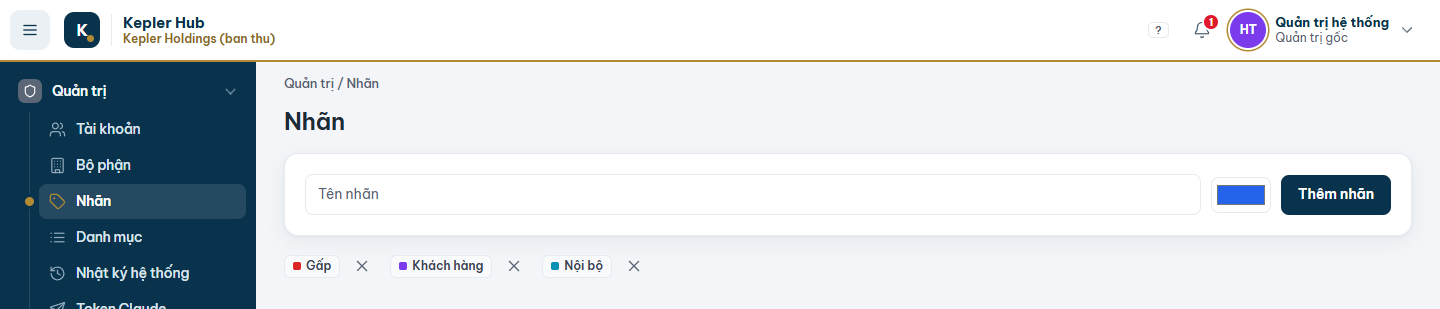 K
Kepler Hub
Kepler Holdings (ban thu)
?
1
HT
Quản trị hệ thống
Quản trị gốc
Quản trị
Tài khoản
Bộ phận
Nhãn
Danh mục
Nhật ký hệ thống
Token Claude
Quản trị / Nhãn
Nhãn
Tên nhãn
Thêm nhãn
Gấp
Khách hàng
Nội bộ